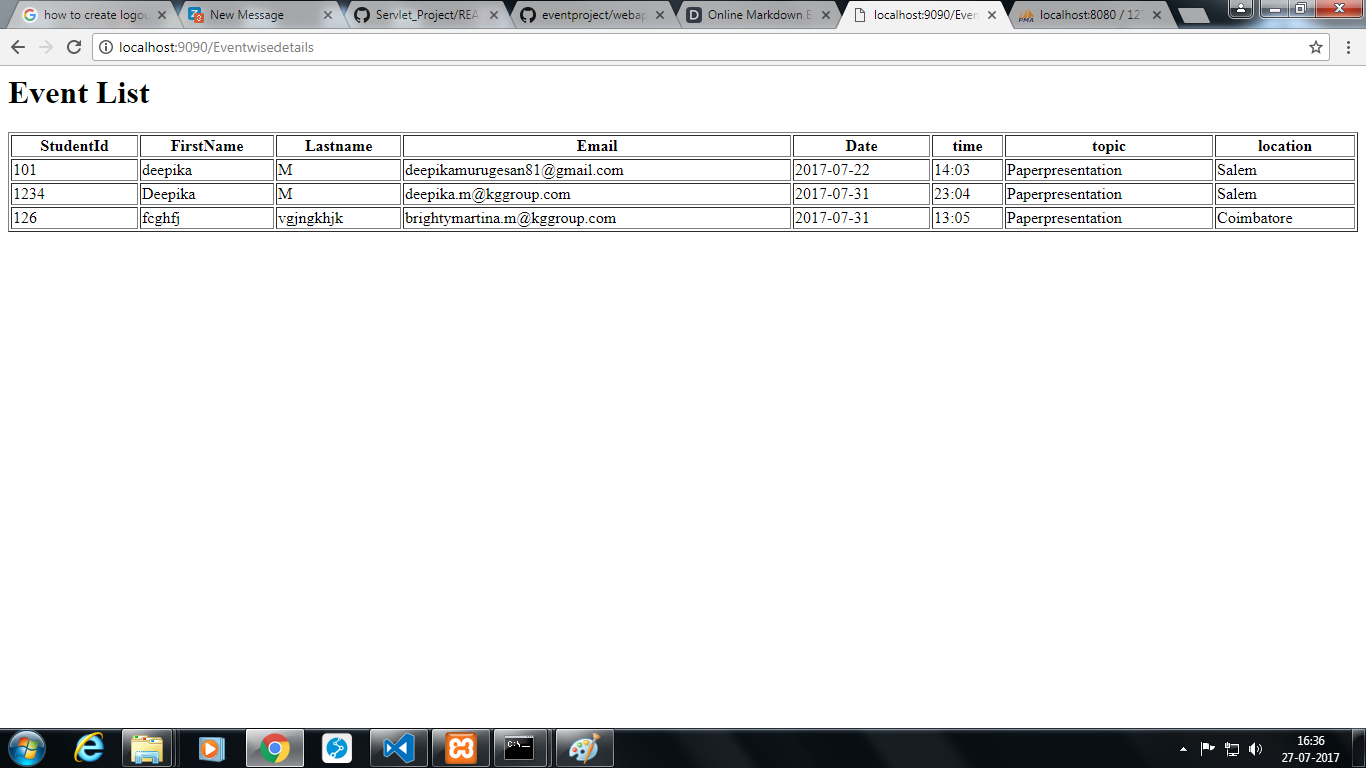 how to create logou
New Message
Servlet_Project/REA
eventproject/webap
Online Markdown E
localhost:9090/Even
localhost:8080 / 127
localhost:9090/Eventwisedetails
Event List
StudentId FirstName Lastname Email Date time topic location
101 deepika M deepikamurugesan81@gmail.com 2017-07-22 14:03 Paperpresentation Salem
1234 Deepika M deepika.m@kggroup.com 2017-07-31 23:04 Paperpresentation Salem
126 fcghfj vgjngkhjk brightymartina.m@kggroup.com 2017-07-31 13:05 Paperpresentation Coimbatore
16:36
27-07-2017